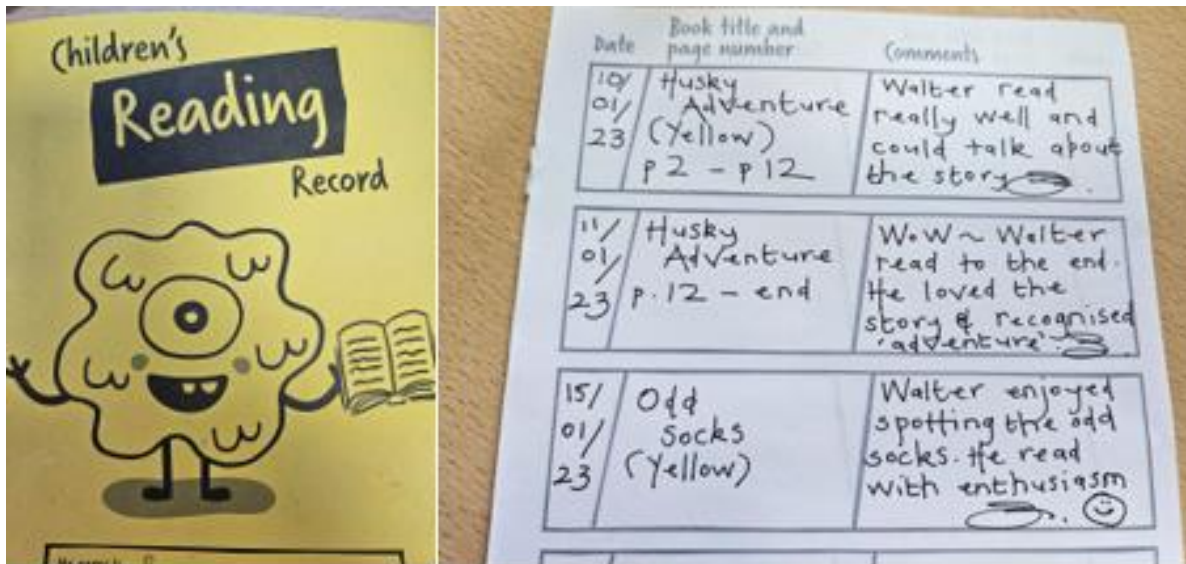 Children's
Reading
Record
Date
Book title and
page number
Comments
10/
01/
23
Husky
Adventure
(Yellow)
p 2 - p 12
Walter read
really well and
could talk about
the story
11/
01/
23
Husky
Adventure
p. 12 - end
WoW ~ Walter
read to the end.
He loved the
story & recognised
'adventure'.
15/
01/
23
Odd
Socks
(Yellow)
Walter enjoyed
spotting the odd
socks. He read
with enthusiasm